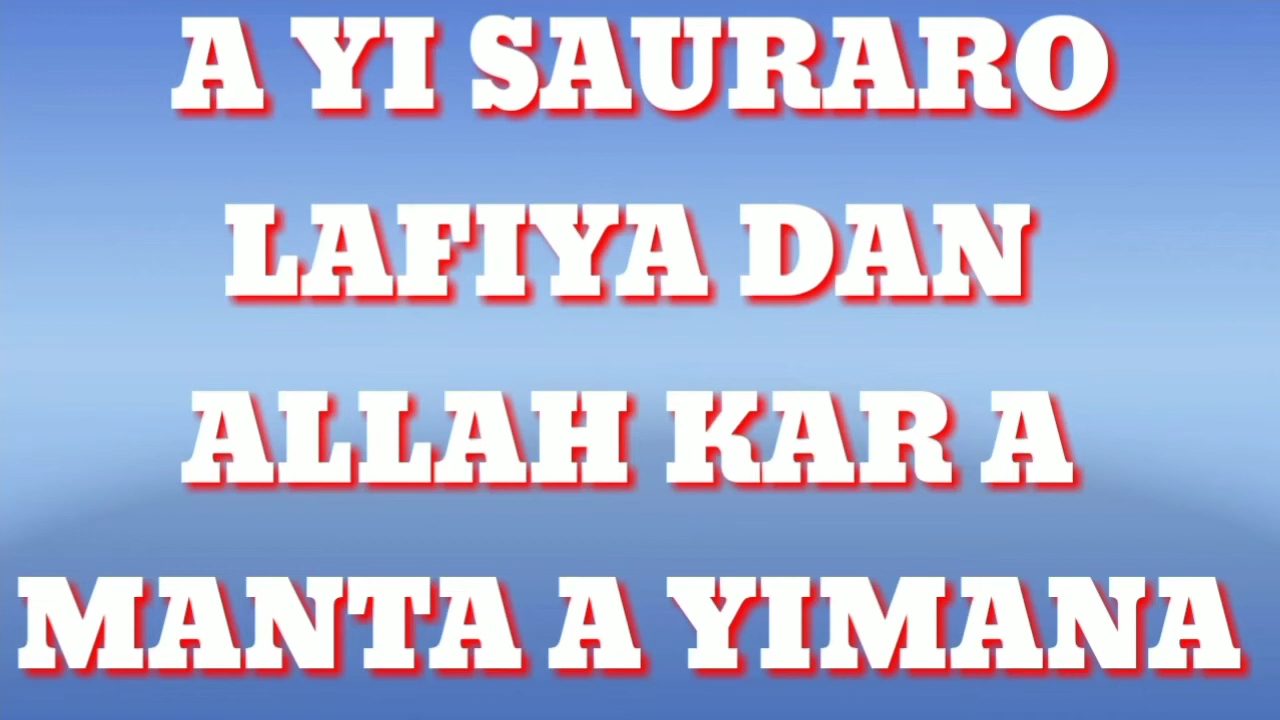 A YI SAURARO
LAFIYA DAN
ALLAH KAR A
MANTA A YIMANA